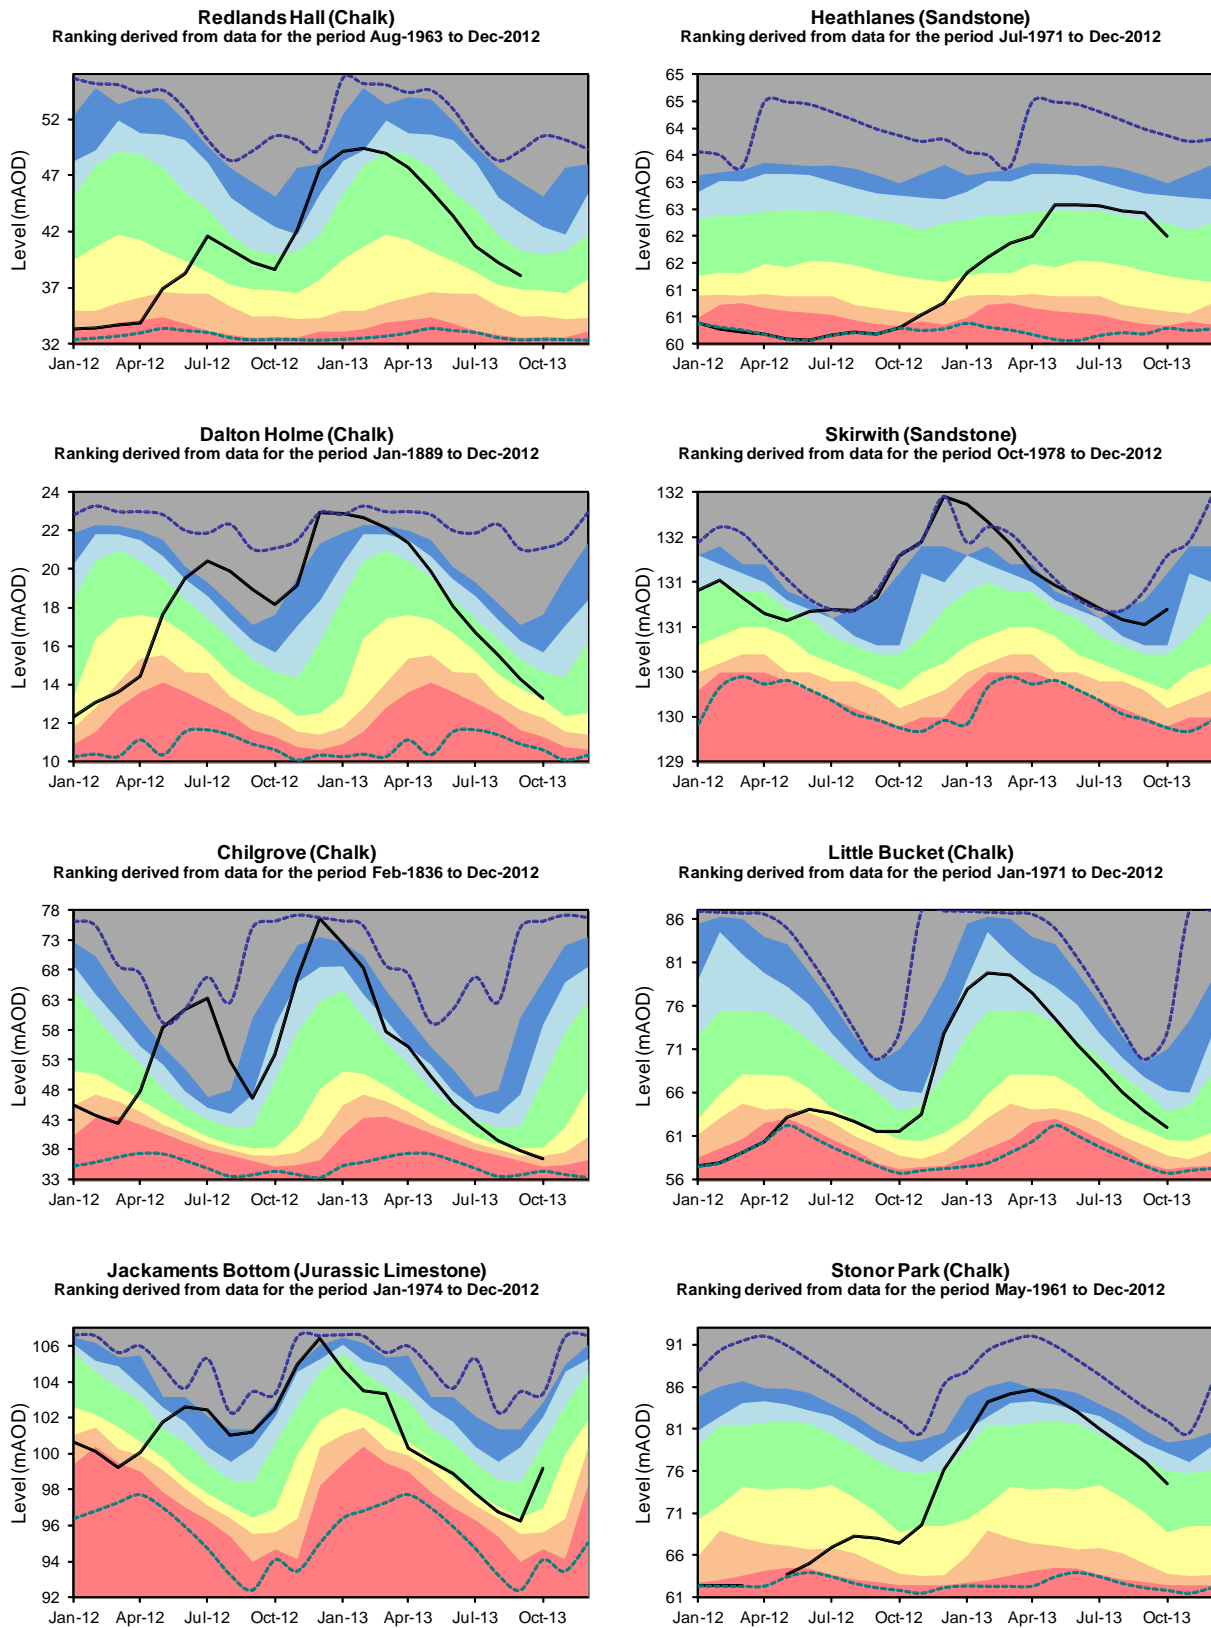 Redlands Hall (Chalk)
Ranking derived from data for the period Aug-1963 to Dec-2012
Level (mAOD)
52
47
42
37
32
Jan-12 Apr-12 Jul-12 Oct-12 Jan-13 Apr-13 Jul-13 Oct-13
Heathlanes (Sandstone)
Ranking derived from data for the period Jul-1971 to Dec-2012
Level (mAOD)
65
65
64
64
63
63
62
62
61
61
60
Jan-12 Apr-12 Jul-12 Oct-12 Jan-13 Apr-13 Jul-13 Oct-13
Dalton Holme (Chalk)
Ranking derived from data for the period Jan-1889 to Dec-2012
Level (mAOD)
24
22
20
18
16
14
12
10
Jan-12 Apr-12 Jul-12 Oct-12 Jan-13 Apr-13 Jul-13 Oct-13
Skirwith (Sandstone)
Ranking derived from data for the period Oct-1978 to Dec-2012
Level (mAOD)
132
132
131
131
130
130
129
Jan-12 Apr-12 Jul-12 Oct-12 Jan-13 Apr-13 Jul-13 Oct-13
Chilgrove (Chalk)
Ranking derived from data for the period Feb-1836 to Dec-2012
Level (mAOD)
78
73
68
63
58
53
48
43
38
33
Jan-12 Apr-12 Jul-12 Oct-12 Jan-13 Apr-13 Jul-13 Oct-13
Little Bucket (Chalk)
Ranking derived from data for the period Jan-1971 to Dec-2012
Level (mAOD)
86
81
76
71
66
61
56
Jan-12 Apr-12 Jul-12 Oct-12 Jan-13 Apr-13 Jul-13 Oct-13
Jackaments Bottom (Jurassic Limestone)
Ranking derived from data for the period Jan-1974 to Dec-2012
Level (mAOD)
106
104
102
100
98
96
94
92
Jan-12 Apr-12 Jul-12 Oct-12 Jan-13 Apr-13 Jul-13 Oct-13
Stonor Park (Chalk)
Ranking derived from data for the period May-1961 to Dec-2012
Level (mAOD)
91
86
81
76
71
66
61
Jan-12 Apr-12 Jul-12 Oct-12 Jan-13 Apr-13 Jul-13 Oct-13